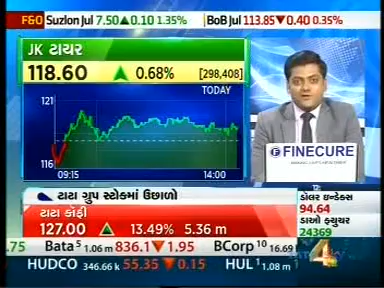 F&O Suzlon Jul 7.50▲0.10 1.35% BoB Jul 113.85▼0.40 0.35%
JK ટાયર
118.60 ▲ 0.68% [298,408]
TODAY
121
116
09:15 14:00
FINECURE
ટાટા ગ્રુપ સ્ટોકમાં ઉછાળો
ટાટા કૉફી
127.00 ▲ 13.49% 5.36 m
ડોલર ઇન્ડેક્સ
94.64
ડાઓ ફ્યુચર
24369
.75 Bata 5 1.06 m 836.1▼1.95 BCorp 10 16.69
HUDCO 346.66 k 55.35▼0.15 HUL 1 1.08 m